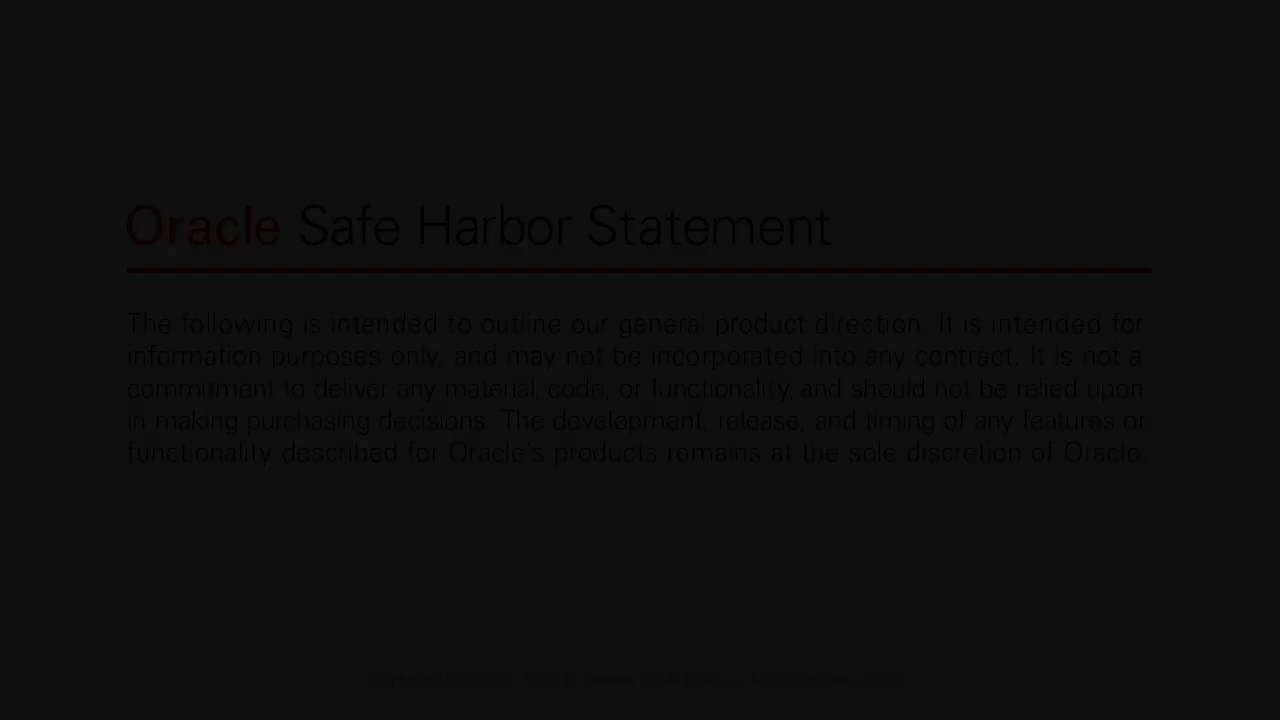 Oracle Safe Harbor Statement
The following is intended to outline our general product direction. It is intended for
information purposes only, and may not be incorporated into any contract. It is not a
commitment to deliver any material, code, or functionality, and should not be relied upon
in making purchasing decisions. The development, release, and timing of any features or
functionality described for Oracle's products remains at the sole discretion of Oracle.